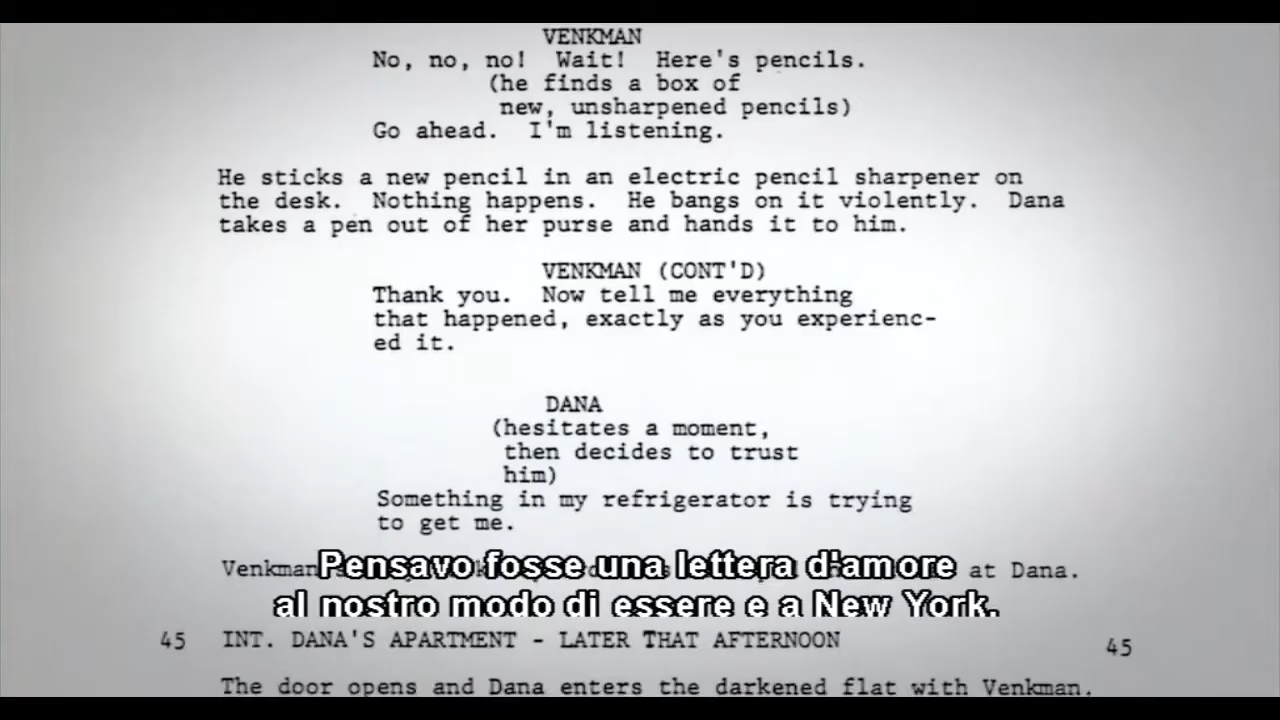 VENKMAN
No, no, no! Wait! Here's pencils.
(he finds a box of
new, unsharpened pencils)
Go ahead. I'm listening.
He sticks a new pencil in an electric pencil sharpener on
the desk. Nothing happens. He bangs on it violently. Dana
takes a pen out of her purse and hands it to him.
VENKMAN (CONT'D)
Thank you. Now tell me everything
that happened, exactly as you experienc-
ed it.
DANA
(hesitates a moment,
then decides to trust
him)
Something in my refrigerator is trying
to get me.
Venkman at Dana.
Pensavo fosse una lettera d'amore
al nostro modo di essere e a New York.
45 INT. DANA'S APARTMENT - LATER THAT AFTERNOON 45
The door opens and Dana enters the darkened flat with Venkman.